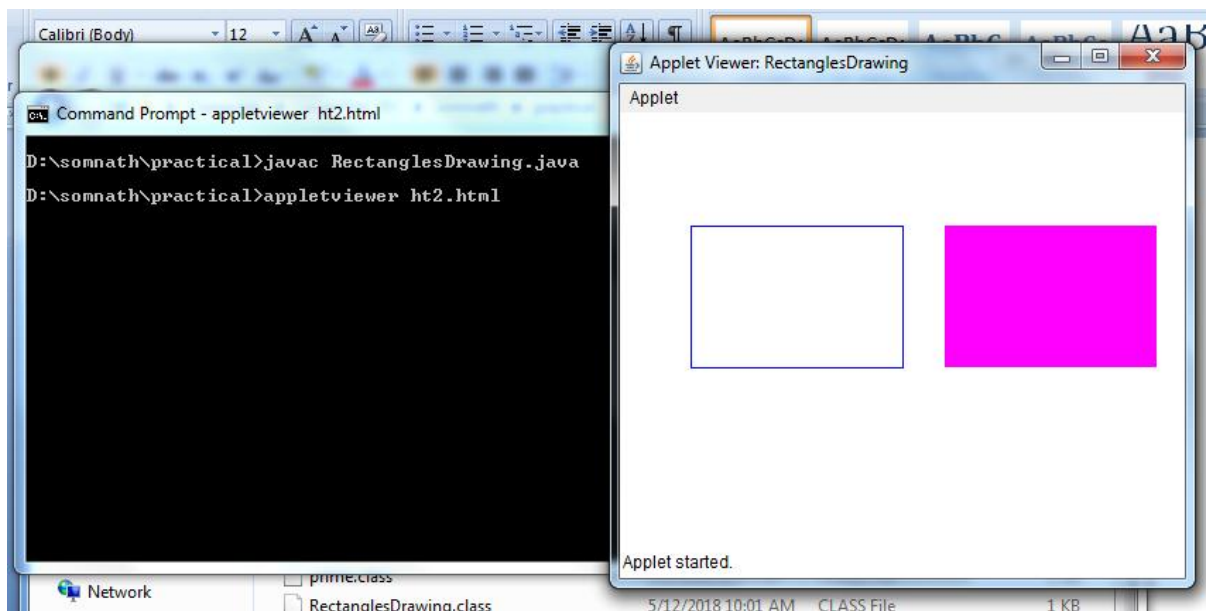 Calibri (Body) 12
Applet Viewer: RectanglesDrawing
Applet
Command Prompt - appletviewer ht2.html
D:\somnath\practical>javac RectanglesDrawing.java
D:\somnath\practical>appletviewer ht2.html
Applet started.
Network
prime.class
RectanglesDrawing.class 5/12/2018 10:01 AM CLASS File 1 KB